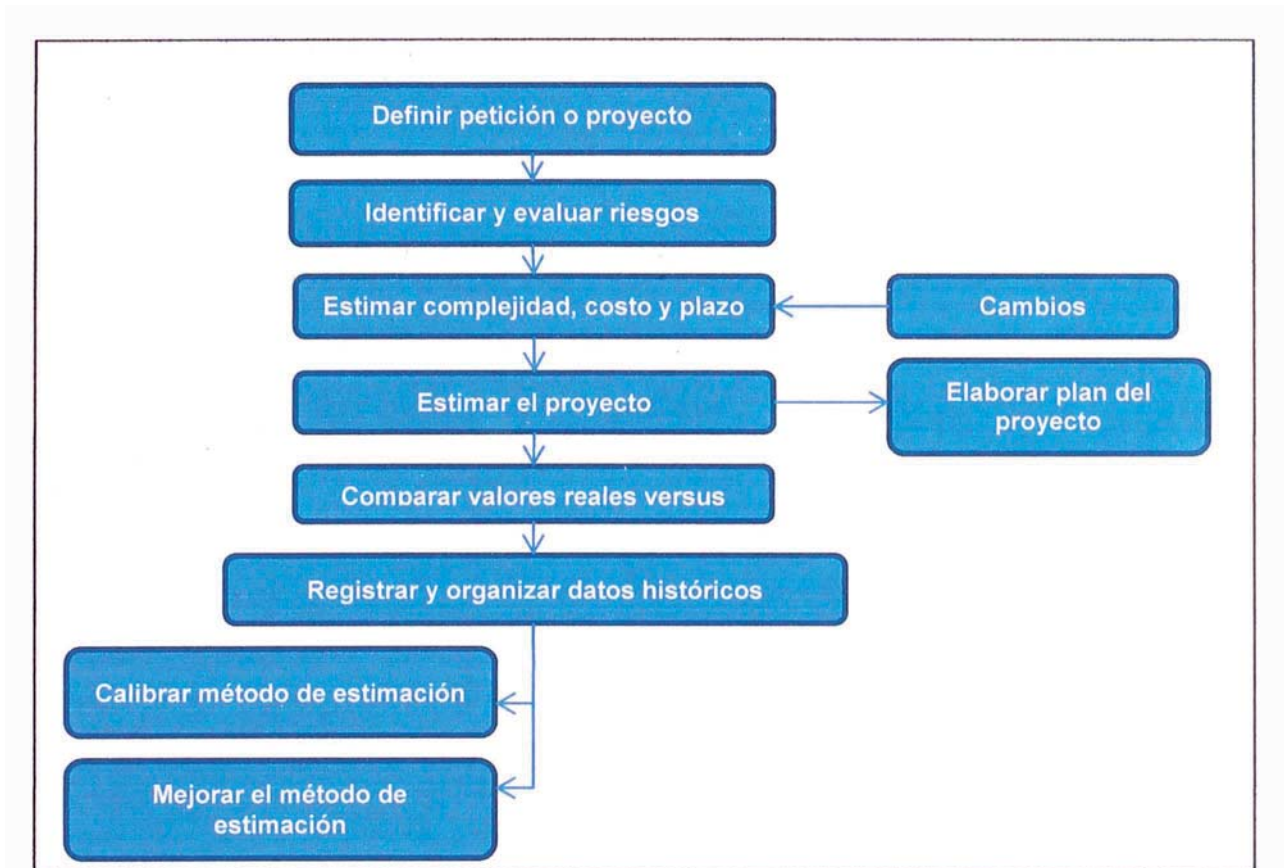 Definir petición o proyecto
Identificar y evaluar riesgos
Estimar complejidad, costo y plazo
Cambios
Estimar el proyecto
Elaborar plan del
proyecto
Comparar valores reales versus
Registrar y organizar datos históricos
Calibrar método de estimación
Mejorar el método de
estimación